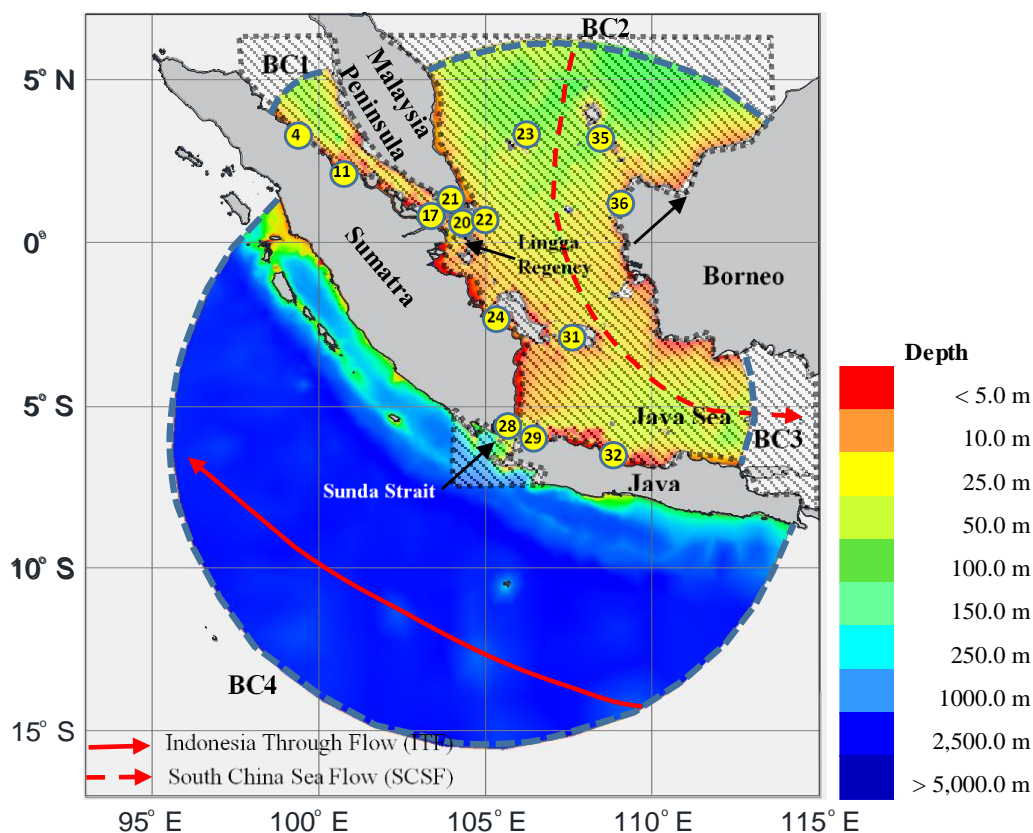 BC2
BC1
5° N
Malaysia
Peninsula
4
23
35
11
21
36
17
20
22
0°
Lingga
Regency
Sumatra
Borneo
24
31
Depth
< 5.0 m
10.0 m
25.0 m
50.0 m
100.0 m
150.0 m
250.0 m
1000.0 m
2,500.0 m
> 5,000.0 m
5° S
28
29
32
Java Sea
BC3
Sunda Strait
Java
10° S
BC4
15° S
Indonesia Through Flow (ITF)
South China Sea Flow (SCSF)
95° E
100° E
105° E
110° E
115° E